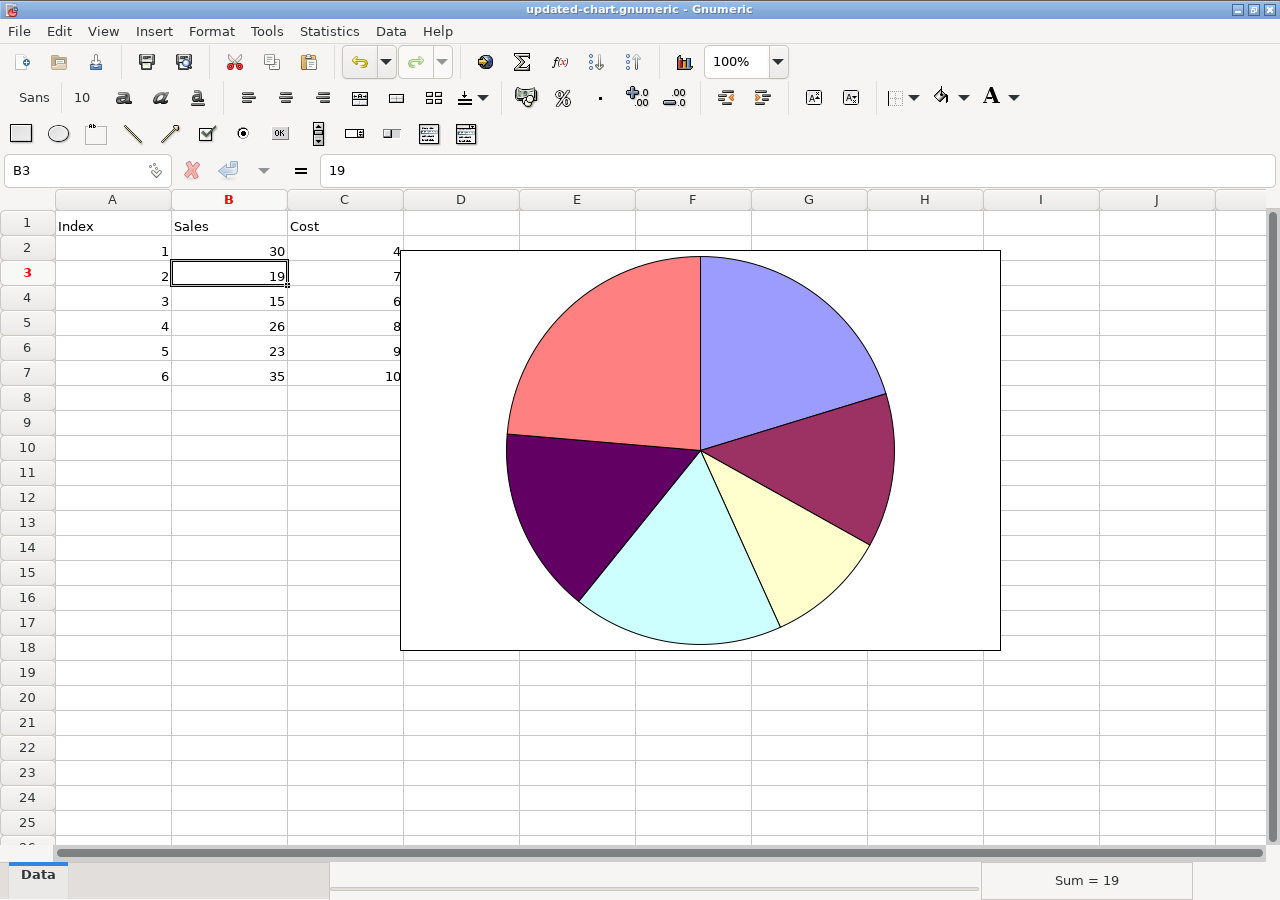 updated-chart.gnumeric - Gnumeric
File Edit View Insert Format Tools Statistics Data Help
f(x) 100%
Sans 10 a a a A A A
OK
B3 = 19
A B C D E F G H I J
1 Index Sales Cost
2 1 30 4
3 2 19 7
4 3 15 6
5 4 26 8
6 5 23 9
7 6 35 10
8
9
10
11
12
13
14
15
16
17
18
19
20
21
22
23
24
25
26
Data Sum = 19